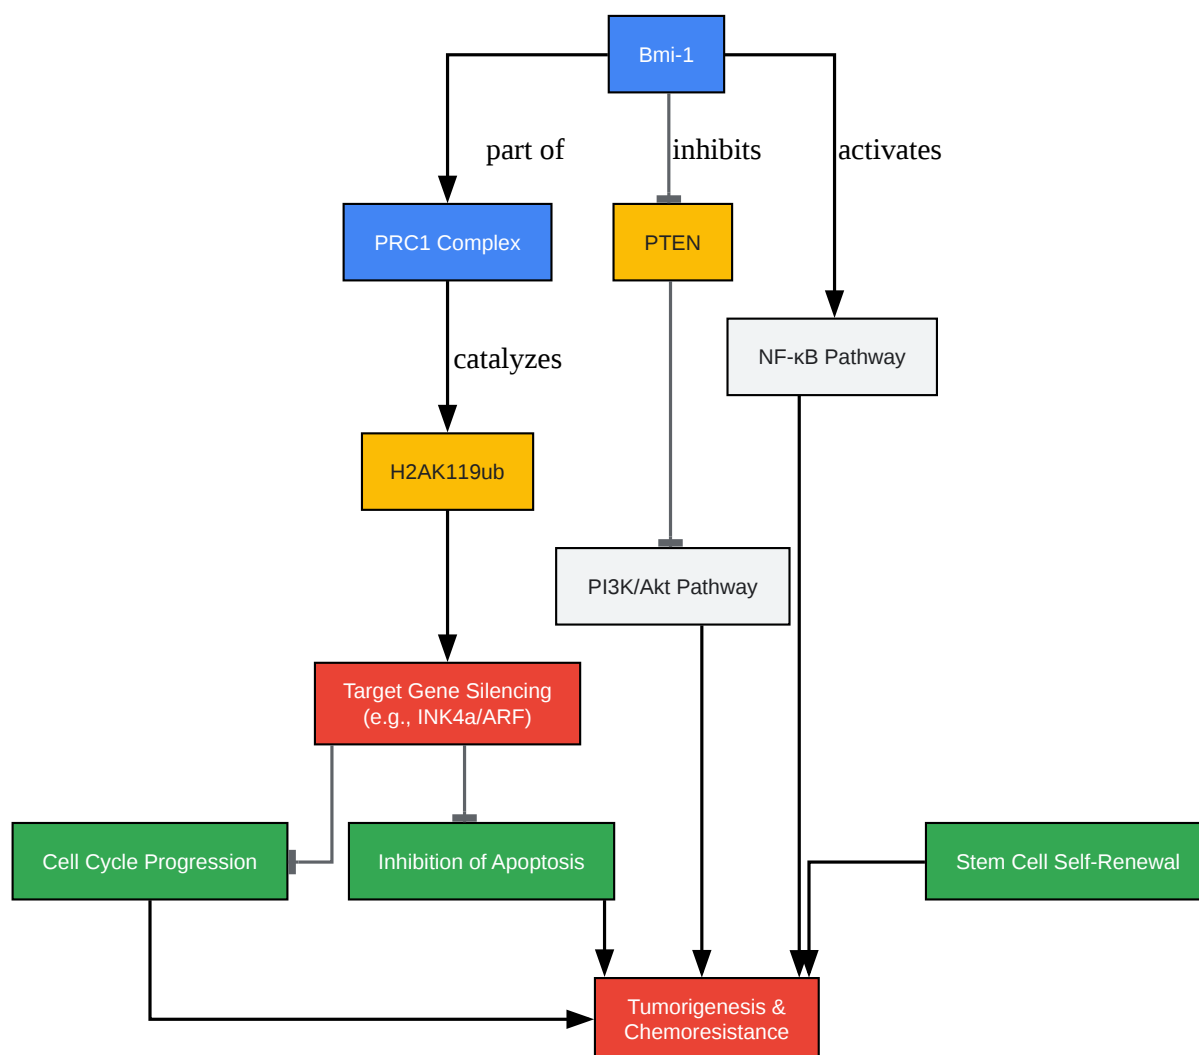 Bmi-1
part of
inhibits
activates
PRC1 Complex
PTEN
NF-κB Pathway
catalyzes
H2AK119ub
PI3K/Akt Pathway
Target Gene Silencing
(e.g., INK4a/ARF)
Cell Cycle Progression
Inhibition of Apoptosis
Stem Cell Self-Renewal
Tumorigenesis &
Chemoresistance